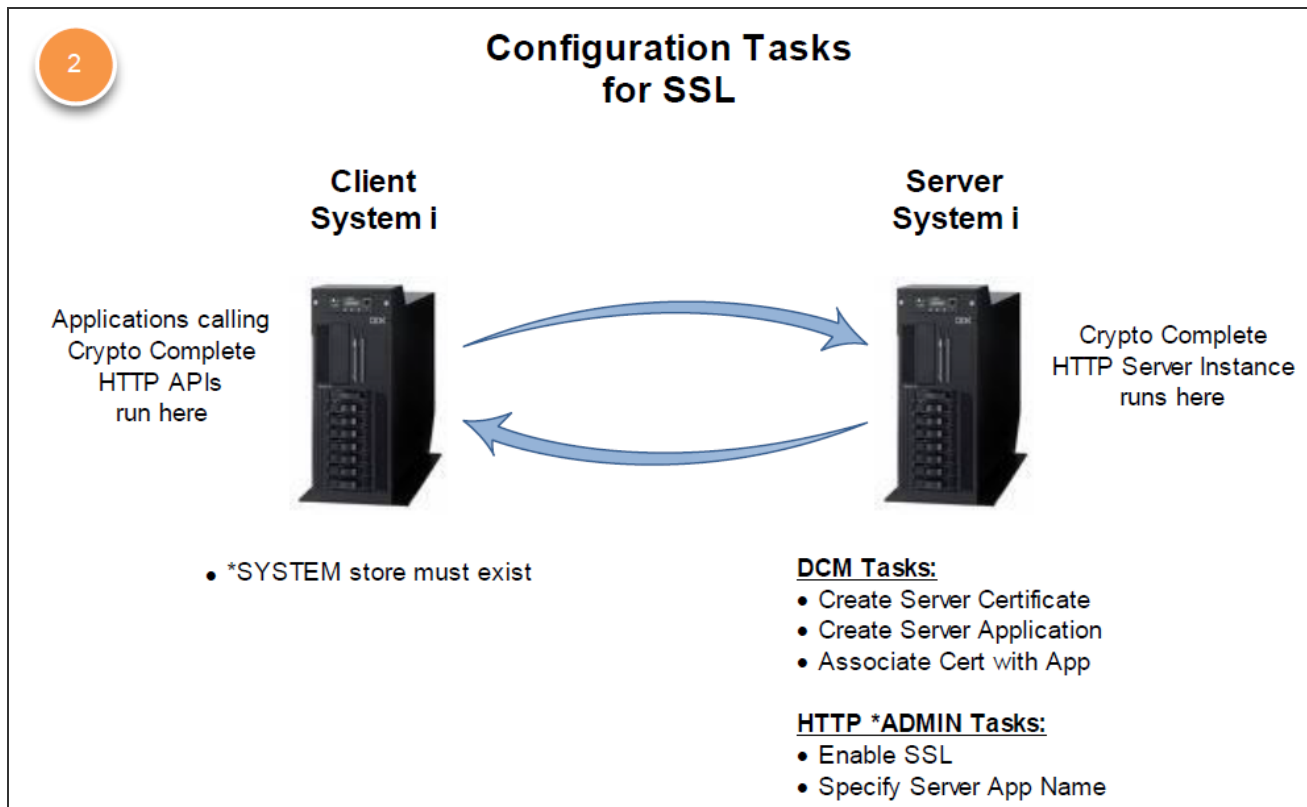 2
Configuration Tasks
for SSL
Client
System i
Server
System i
Applications calling
Crypto Complete
HTTP APIs
run here
Crypto Complete
HTTP Server Instance
runs here
• *SYSTEM store must exist
DCM Tasks:
• Create Server Certificate
• Create Server Application
• Associate Cert with App
HTTP *ADMIN Tasks:
• Enable SSL
• Specify Server App Name